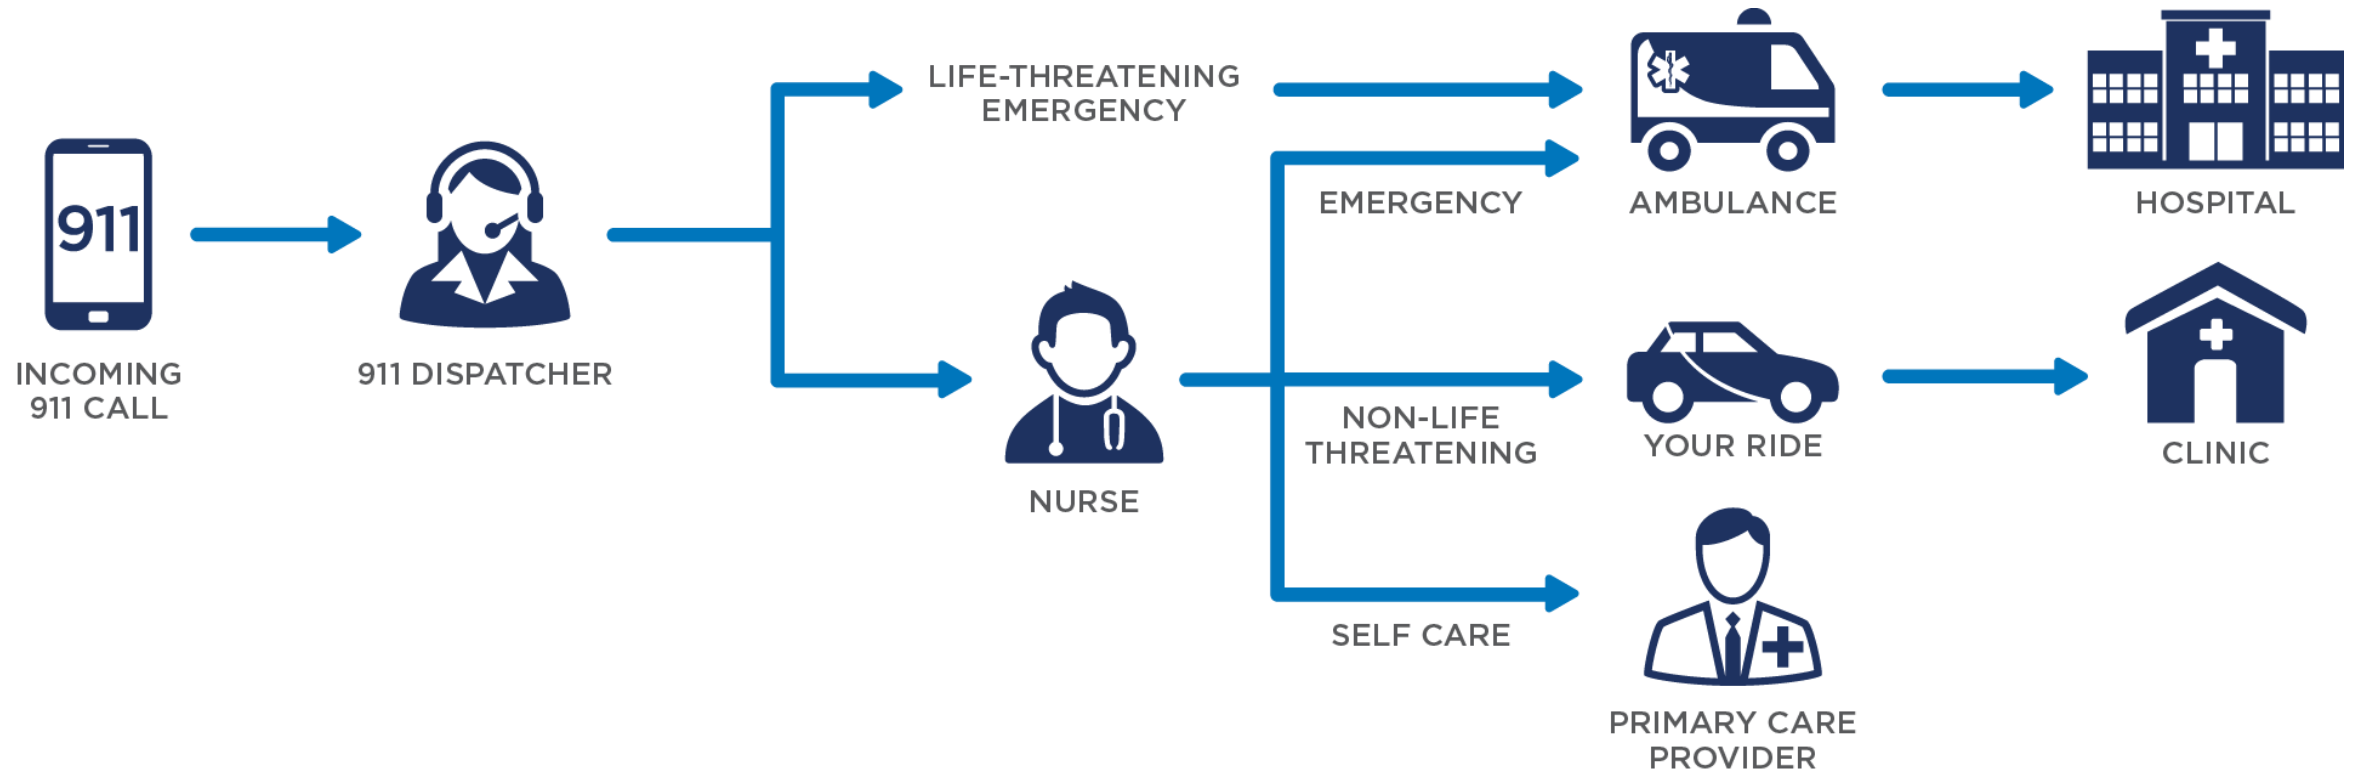 911
INCOMING
911 CALL
911 DISPATCHER
LIFE-THREATENING
EMERGENCY
NURSE
EMERGENCY
NON-LIFE
THREATENING
SELF CARE
AMBULANCE
HOSPITAL
YOUR RIDE
CLINIC
PRIMARY CARE
PROVIDER